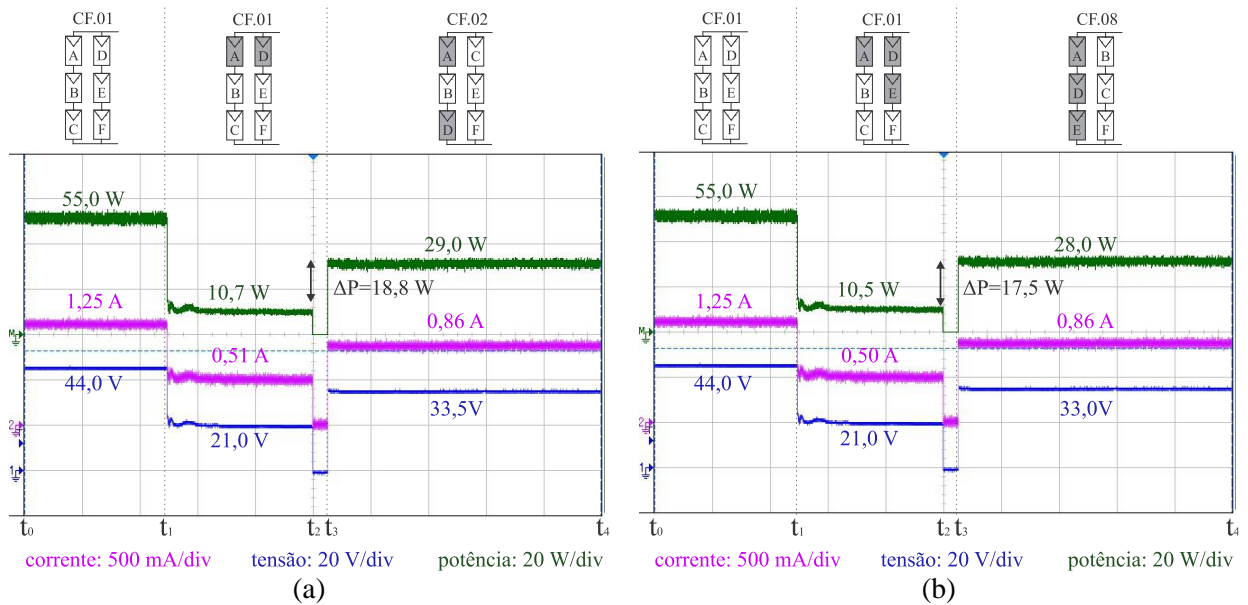 CF.01 CF.01 CF.02
A D A D A C
B E B E B E
C F C F D F
55,0 W
29,0 W
10,7 W
ΔP=18,8 W
1,25 A
0,86 A
M
0,51 A
44,0 V
33,5V
2
21,0 V
1
t0 t1 t2 t3 t4
corrente: 500 mA/div tensão: 20 V/div potência: 20 W/div
(a)
CF.01 CF.01 CF.08
A D A D A B
B E B E D C
C F C F E F
55,0 W
28,0 W
10,5 W
ΔP=17,5 W
1,25 A
0,86 A
M
0,50 A
44,0 V
33,0V
2
21,0 V
1
t0 t1 t2 t3 t4
corrente: 500 mA/div tensão: 20 V/div potência: 20 W/div
(b)